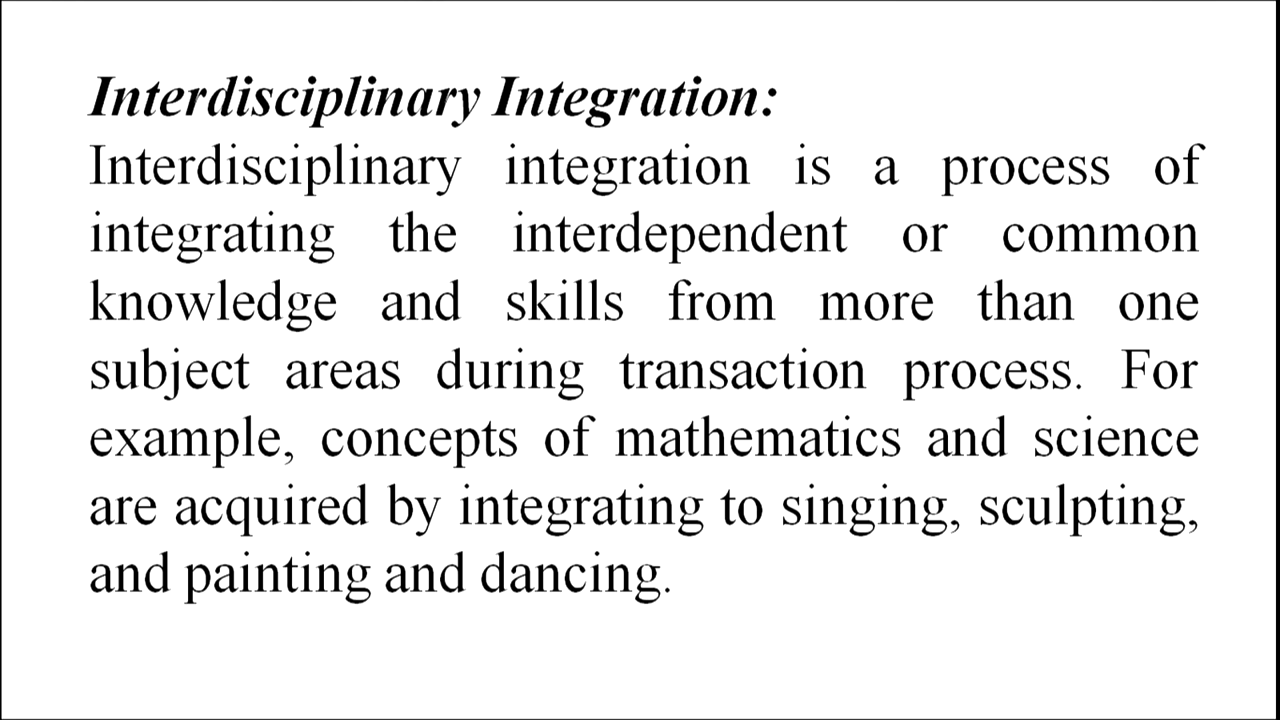 Interdisciplinary Integration:
Interdisciplinary integration is a process of
integrating the interdependent or common
knowledge and skills from more than one
subject areas during transaction process. For
example, concepts of mathematics and science
are acquired by integrating to singing, sculpting,
and painting and dancing.